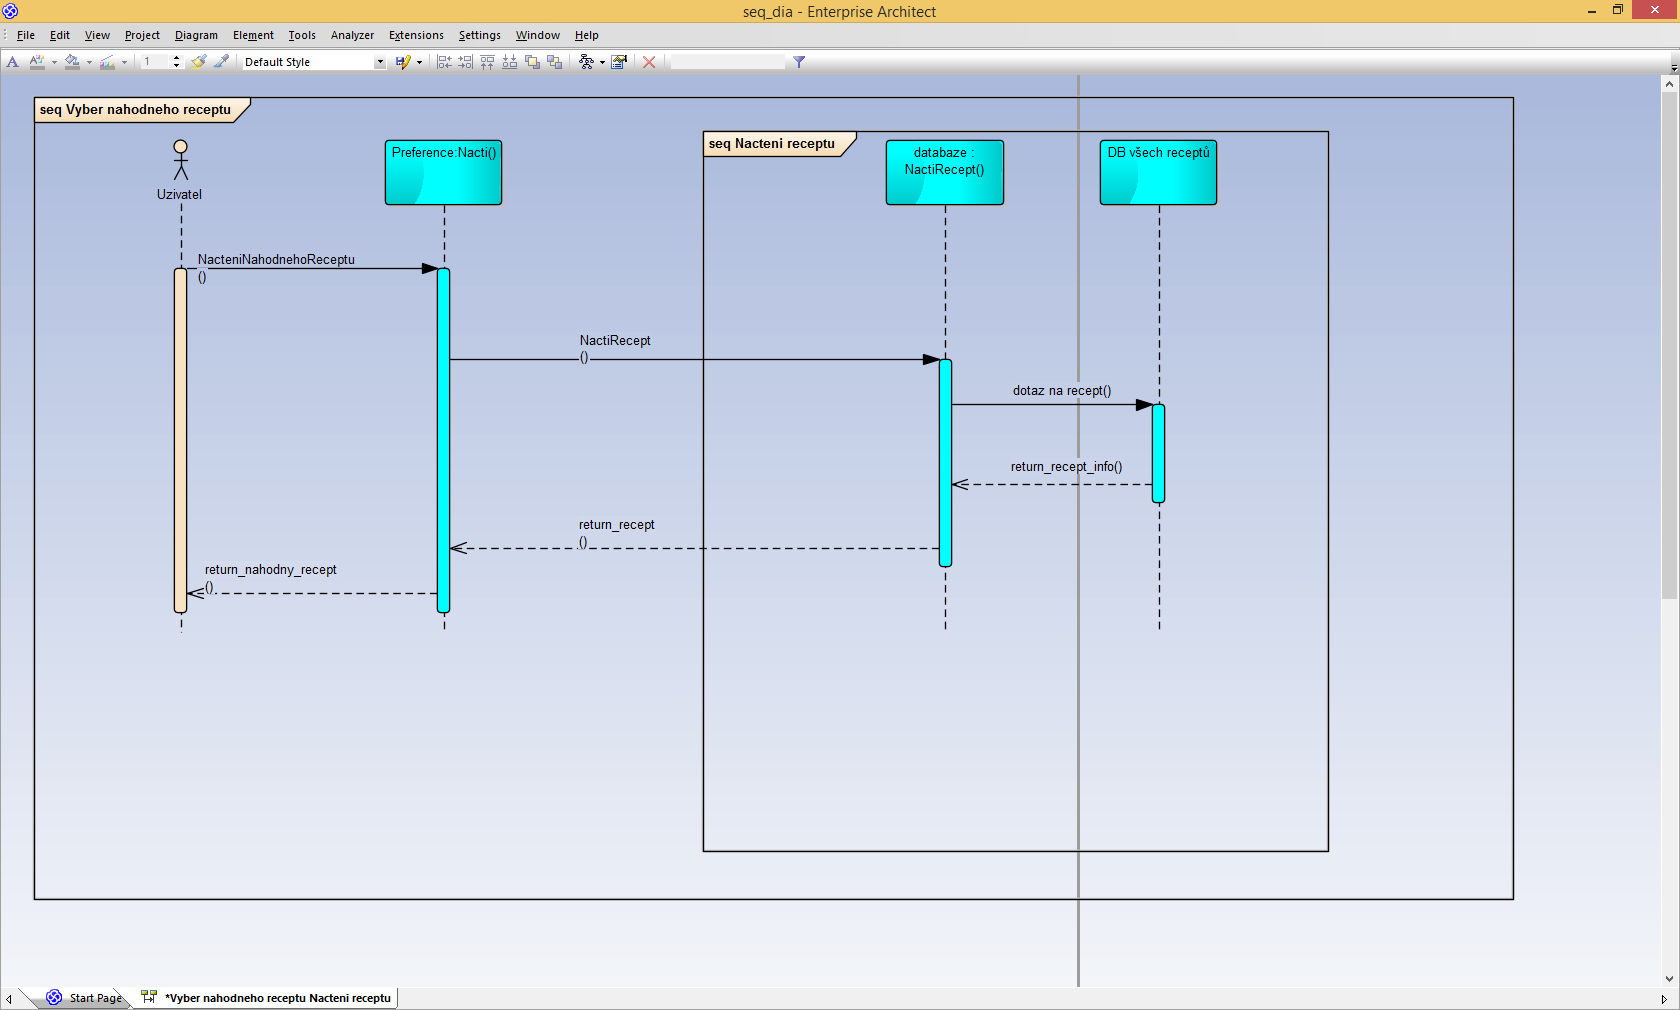 seq_dia - Enterprise Architect
File Edit View Project Diagram Element Tools Analyzer Extensions Settings Window Help
1 Default Style
seq Vyber nahodneho receptu
seq Nacteni receptu
Uzivatel
Preference:Nacti()
databaze :
NactiRecept()
DB všech receptů
NacteniNahodnehoReceptu
()
NactiRecept
()
dotaz na recept()
return_recept_info()
return_recept
()
return_nahodny_recept
()
Start Page *Vyber nahodneho receptu Nacteni receptu